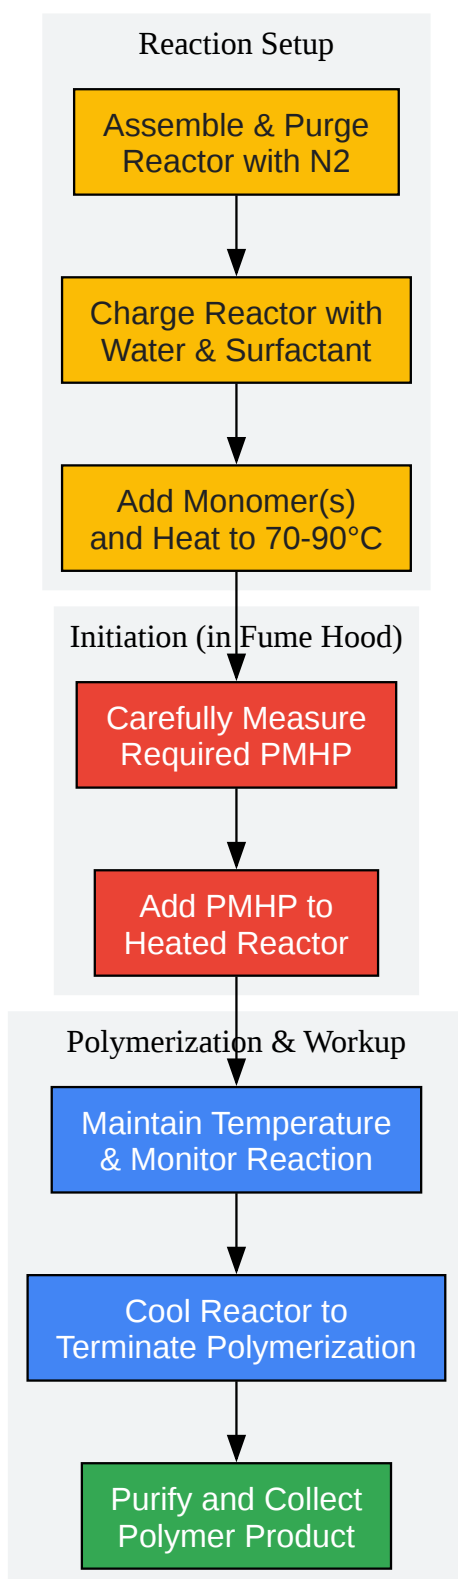 Reaction Setup
Assemble & Purge
Reactor with N2
Charge Reactor with
Water & Surfactant
Add Monomer(s)
and Heat to 70-90°C
Initiation (in Fume Hood)
Carefully Measure
Required PMHP
Add PMHP to
Heated Reactor
Polymerization & Workup
Maintain Temperature
& Monitor Reaction
Cool Reactor to
Terminate Polymerization
Purify and Collect
Polymer Product